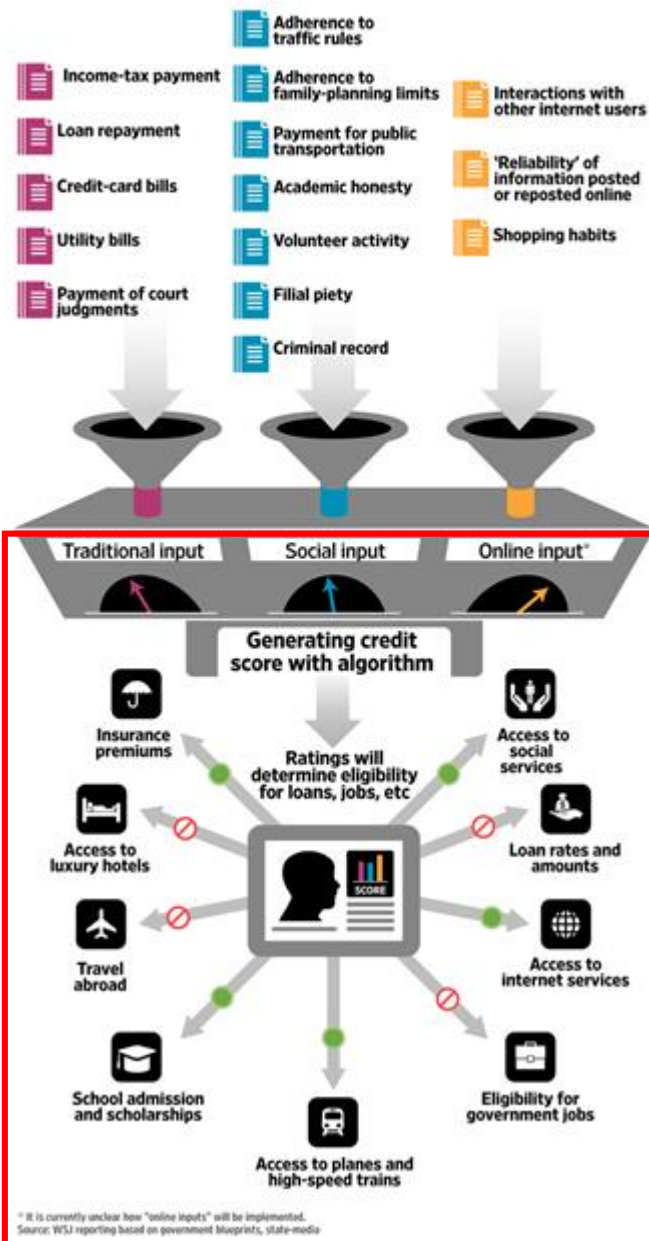 Income-tax payment
Loan repayment
Credit-card bills
Utility bills
Payment of court
judgments
Adherence to
traffic rules
Adherence to
family-planning limits
Payment for public
transportation
Academic honesty
Volunteer activity
Filial piety
Criminal record
Interactions with
other internet users
'Reliability' of
information posted
or reposted online
Shopping habits
Traditional input
Social input
Online input*
Generating credit
score with algorithm
Ratings will
determine eligibility
for loans, jobs, etc
Insurance
premiums
Access to
social
services
Access to
luxury hotels
SCORE
Loan rates and
amounts
Travel
abroad
Access to
internet services
School admission
and scholarships
Eligibility for
government jobs
Access to planes and
high-speed trains
* It is currently unclear how "online inputs" will be implemented.
Source: WSJ reporting based on government blueprints, state-media